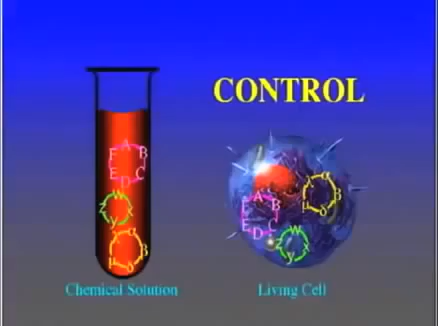 CONTROL
A
F B
E C
D
A
F B
E C
D
W
X
Y
α
β
δ
μ
Chemical Solution Living Cell